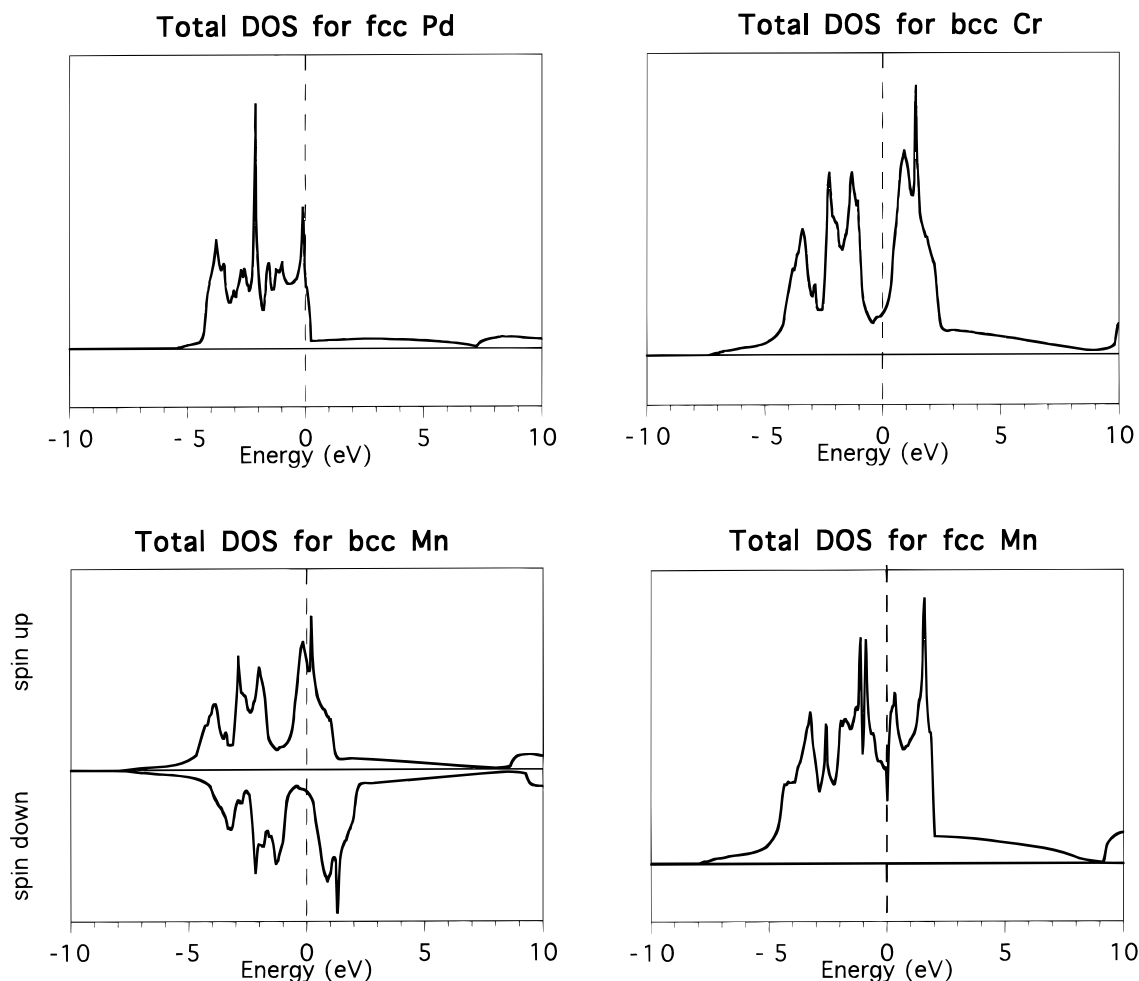 Total DOS for fcc Pd
-10 -5 0 5 10
Energy (eV)
Total DOS for bcc Cr
-10 -5 0 5 10
Energy (eV)
Total DOS for bcc Mn
spin up
spin down
-10 -5 0 5 10
Energy (eV)
Total DOS for fcc Mn
-10 -5 0 5 10
Energy (eV)